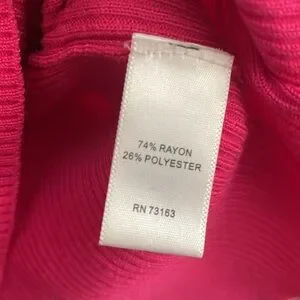 74% RAYON
26% POLYESTER
RN 73163